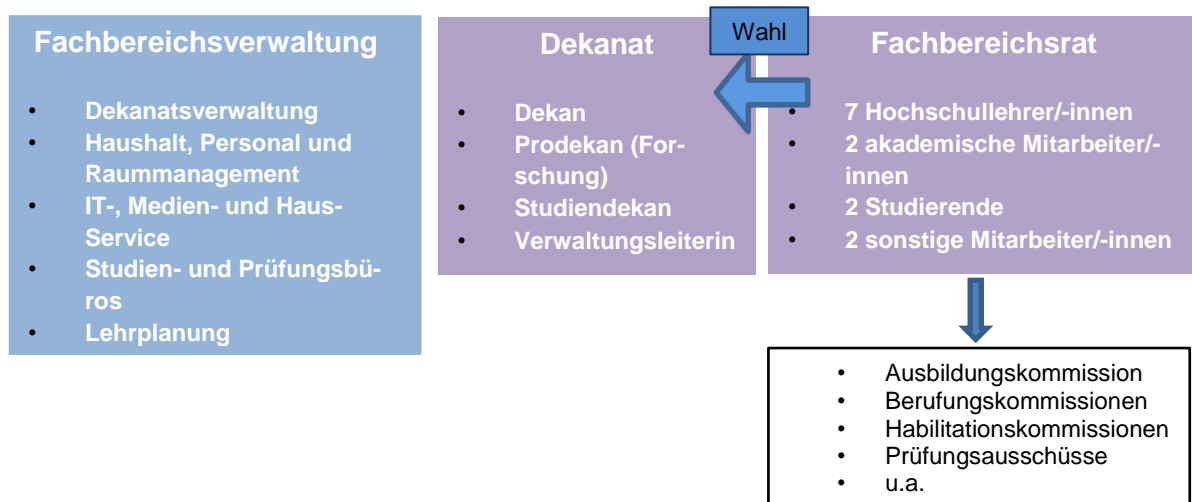 Fachbereichsverwaltung
• Dekanatsverwaltung
• Haushalt, Personal und
Raummanagement
• IT-, Medien- und Haus-
Service
• Studien- und Prüfungsbü-
ros
• Lehrplanung
Dekanat
• Dekan
• Prodekan (For-
schung)
• Studiendekan
• Verwaltungsleiterin
Wahl
Fachbereichsrat
• 7 Hochschullehrer/-innen
• 2 akademische Mitarbeiter/-
innen
• 2 Studierende
• 2 sonstige Mitarbeiter/-innen
• Ausbildungskommission
• Berufungskommissionen
• Habilitationskommissionen
• Prüfungsausschüsse
• u.a.